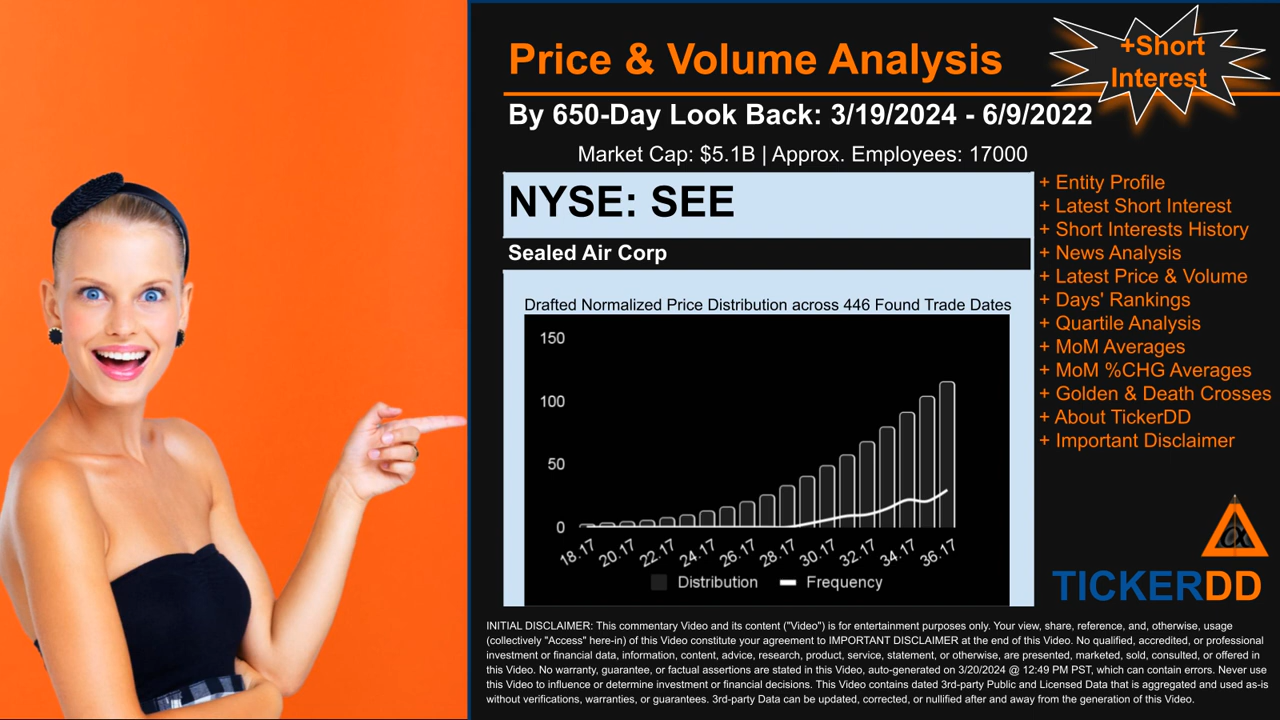 Price & Volume Analysis
+Short
Interest
By 650-Day Look Back: 3/19/2024 - 6/9/2022
Market Cap: $5.1B | Approx. Employees: 17000
NYSE: SEE
Sealed Air Corp
Drafted Normalized Price Distribution across 446 Found Trade Dates
150
100
50
0
18.17 20.17 22.17 24.17 26.17 28.17 30.17 32.17 34.17 36.17
Distribution Frequency
+ Entity Profile
+ Latest Short Interest
+ Short Interests History
+ News Analysis
+ Latest Price & Volume
+ Days' Rankings
+ Quartile Analysis
+ MoM Averages
+ MoM %CHG Averages
+ Golden & Death Crosses
+ About TickerDD
+ Important Disclaimer
TICKERDD
INITIAL DISCLAIMER: This commentary Video and its content ("Video") is for entertainment purposes only. Your view, share, reference, and, otherwise, usage
(collectively "Access" here-in) of this Video constitute your agreement to IMPORTANT DISCLAIMER at the end of this Video. No qualified, accredited, or professional
investment or financial data, information, content, advice, research, product, service, statement, or otherwise, are presented, marketed, sold, consulted, or offered in
this Video. No warranty, guarantee, or factual assertions are stated in this Video, auto-generated on 3/20/2024 @ 12:49 PM PST, which can contain errors. Never use
this Video to influence or determine investment or financial decisions. This Video contains dated 3rd-party Public and Licensed Data that is aggregated and used as-is
without verifications, warranties, or guarantees. 3rd-party Data can be updated, corrected, or nullified after and away from the generation of this Video.